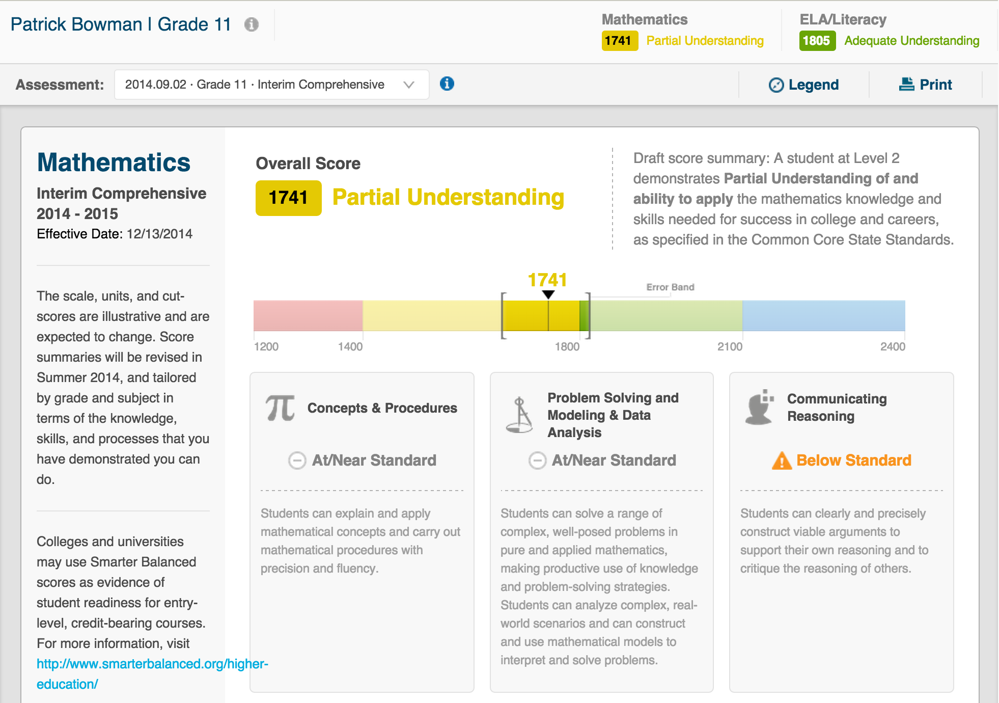 Patrick Bowman | Grade 11
Mathematics
1741 Partial Understanding
ELA/Literacy
1805 Adequate Understanding
Assessment: 2014.09.02 · Grade 11 · Interim Comprehensive
Legend
Print
Mathematics
Interim Comprehensive
2014 - 2015
Effective Date: 12/13/2014
The scale, units, and cut-
scores are illustrative and are
expected to change. Score
summaries will be revised in
Summer 2014, and tailored
by grade and subject in
terms of the knowledge,
skills, and processes that you
have demonstrated you can
do.
Colleges and universities
may use Smarter Balanced
scores as evidence of
student readiness for entry-
level, credit-bearing courses.
For more information, visit
http://www.smarterbalanced.org/higher-
education/
Overall Score
1741 Partial Understanding
Draft score summary: A student at Level 2
demonstrates Partial Understanding of and
ability to apply the mathematics knowledge and
skills needed for success in college and careers,
as specified in the Common Core State Standards.
1741
Error Band
1200 1400 1800 2100 2400
Concepts & Procedures
At/Near Standard
Students can explain and apply
mathematical concepts and carry out
mathematical procedures with
precision and fluency.
Problem Solving and
Modeling & Data
Analysis
At/Near Standard
Students can solve a range of
complex, well-posed problems in
pure and applied mathematics,
making productive use of knowledge
and problem-solving strategies.
Students can analyze complex, real-
world scenarios and can construct
and use mathematical models to
interpret and solve problems.
Communicating
Reasoning
Below Standard
Students can clearly and precisely
construct viable arguments to
support their own reasoning and to
critique the reasoning of others.